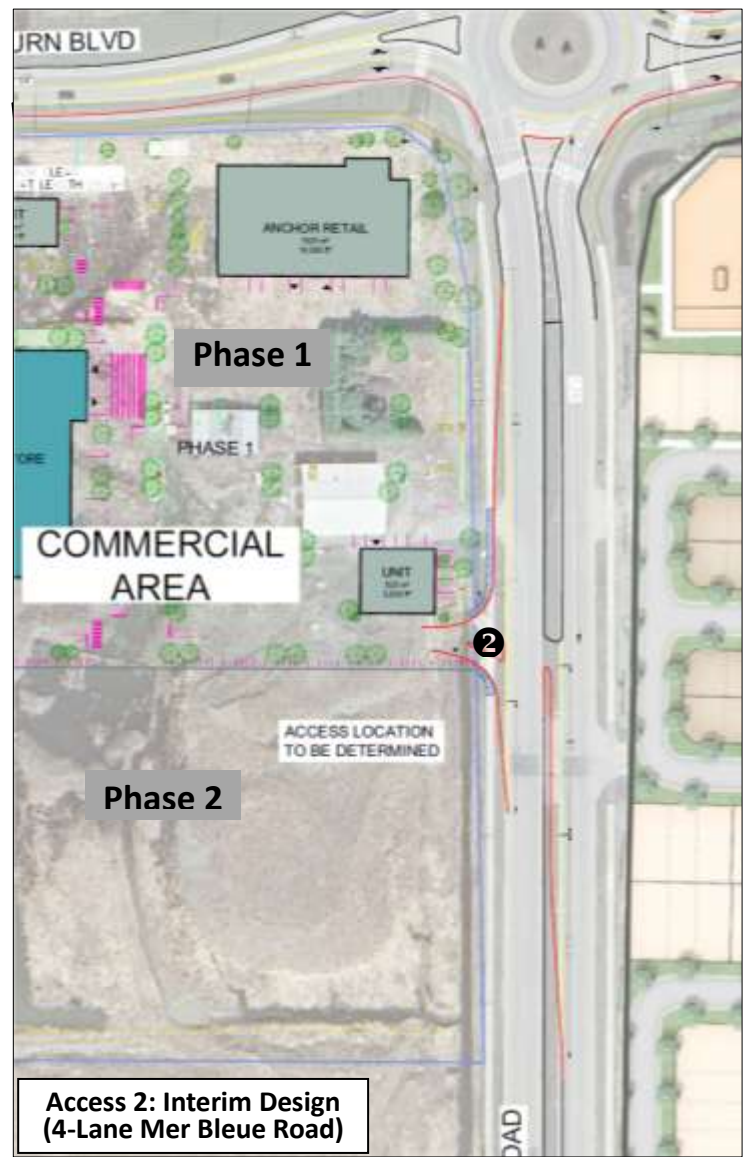 URN BLVD
ANCHOR RETAIL
Phase 1
PHASE 1
ORE
COMMERCIAL
AREA
UNIT
2
ACCESS LOCATION
TO BE DETERMINED
Phase 2
Access 2: Interim Design
(4-Lane Mer Bleue Road)
OAD